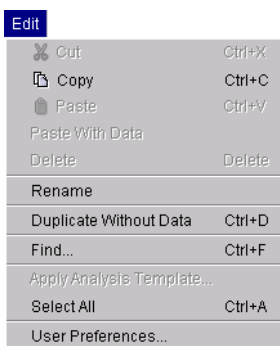 Edit
Cut Ctrl+X
Copy Ctrl+C
Paste Ctrl+V
Paste With Data
Delete Delete
Rename
Duplicate Without Data Ctrl+D
Find... Ctrl+F
Apply Analysis Template...
Select All Ctrl+A
User Preferences...